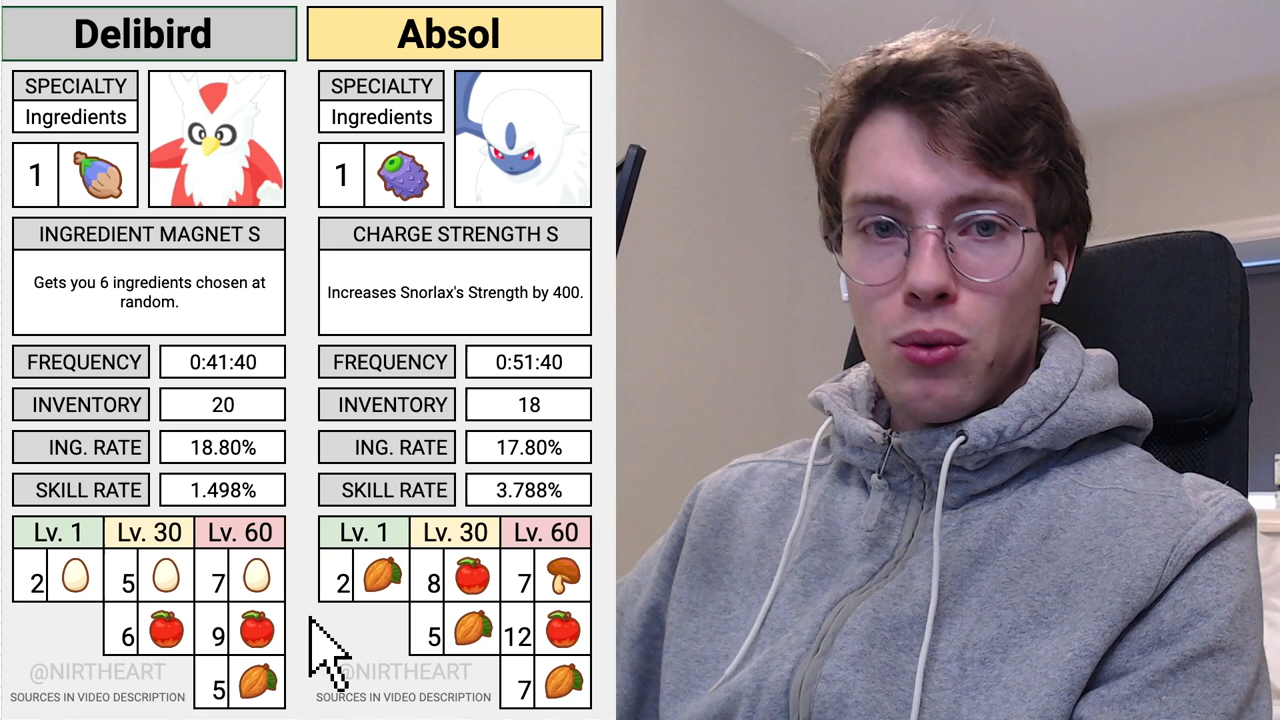 Delibird
SPECIALTY
Ingredients
1
INGREDIENT MAGNET S
Gets you 6 ingredients chosen at
random.
FREQUENCY 0:41:40
INVENTORY 20
ING. RATE 18.80%
SKILL RATE 1.498%
Lv. 1 Lv. 30 Lv. 60
2 5 7
6 9
5
@NIRTHEART
SOURCES IN VIDEO DESCRIPTION
Absol
SPECIALTY
Ingredients
1
CHARGE STRENGTH S
Increases Snorlax's Strength by 400.
FREQUENCY 0:51:40
INVENTORY 18
ING. RATE 17.80%
SKILL RATE 3.788%
Lv. 1 Lv. 30 Lv. 60
2 8 7
5 12
7
@NIRTHEART
SOURCES IN VIDEO DESCRIPTION